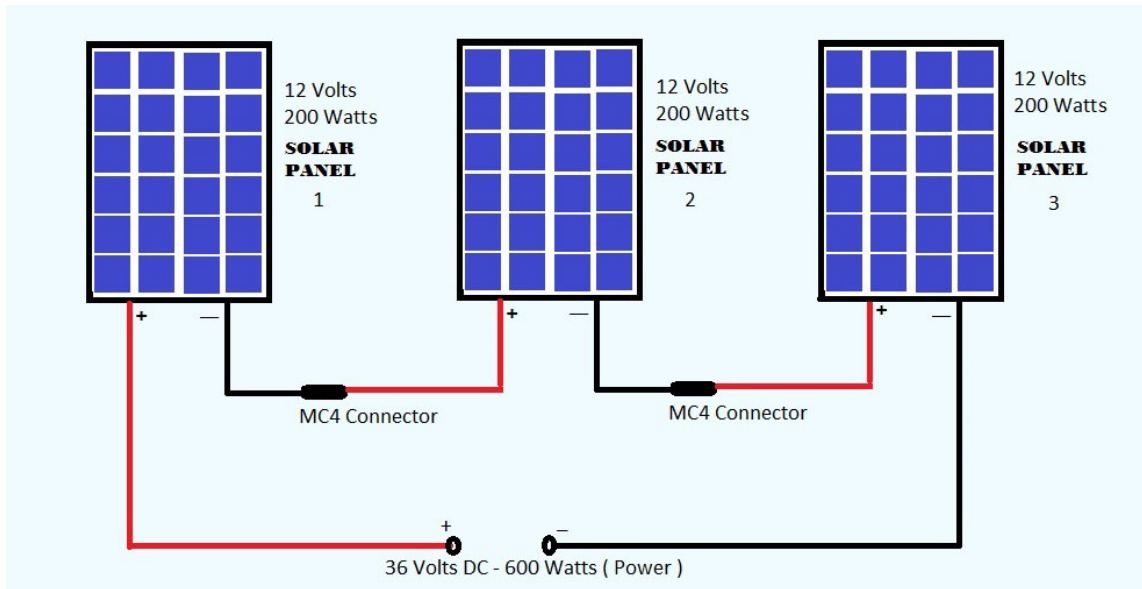 12 Volts
200 Watts
SOLAR
PANEL
1
12 Volts
200 Watts
SOLAR
PANEL
2
12 Volts
200 Watts
SOLAR
PANEL
3
+ —
+ —
+ —
MC4 Connector
MC4 Connector
+ –
36 Volts DC - 600 Watts ( Power )